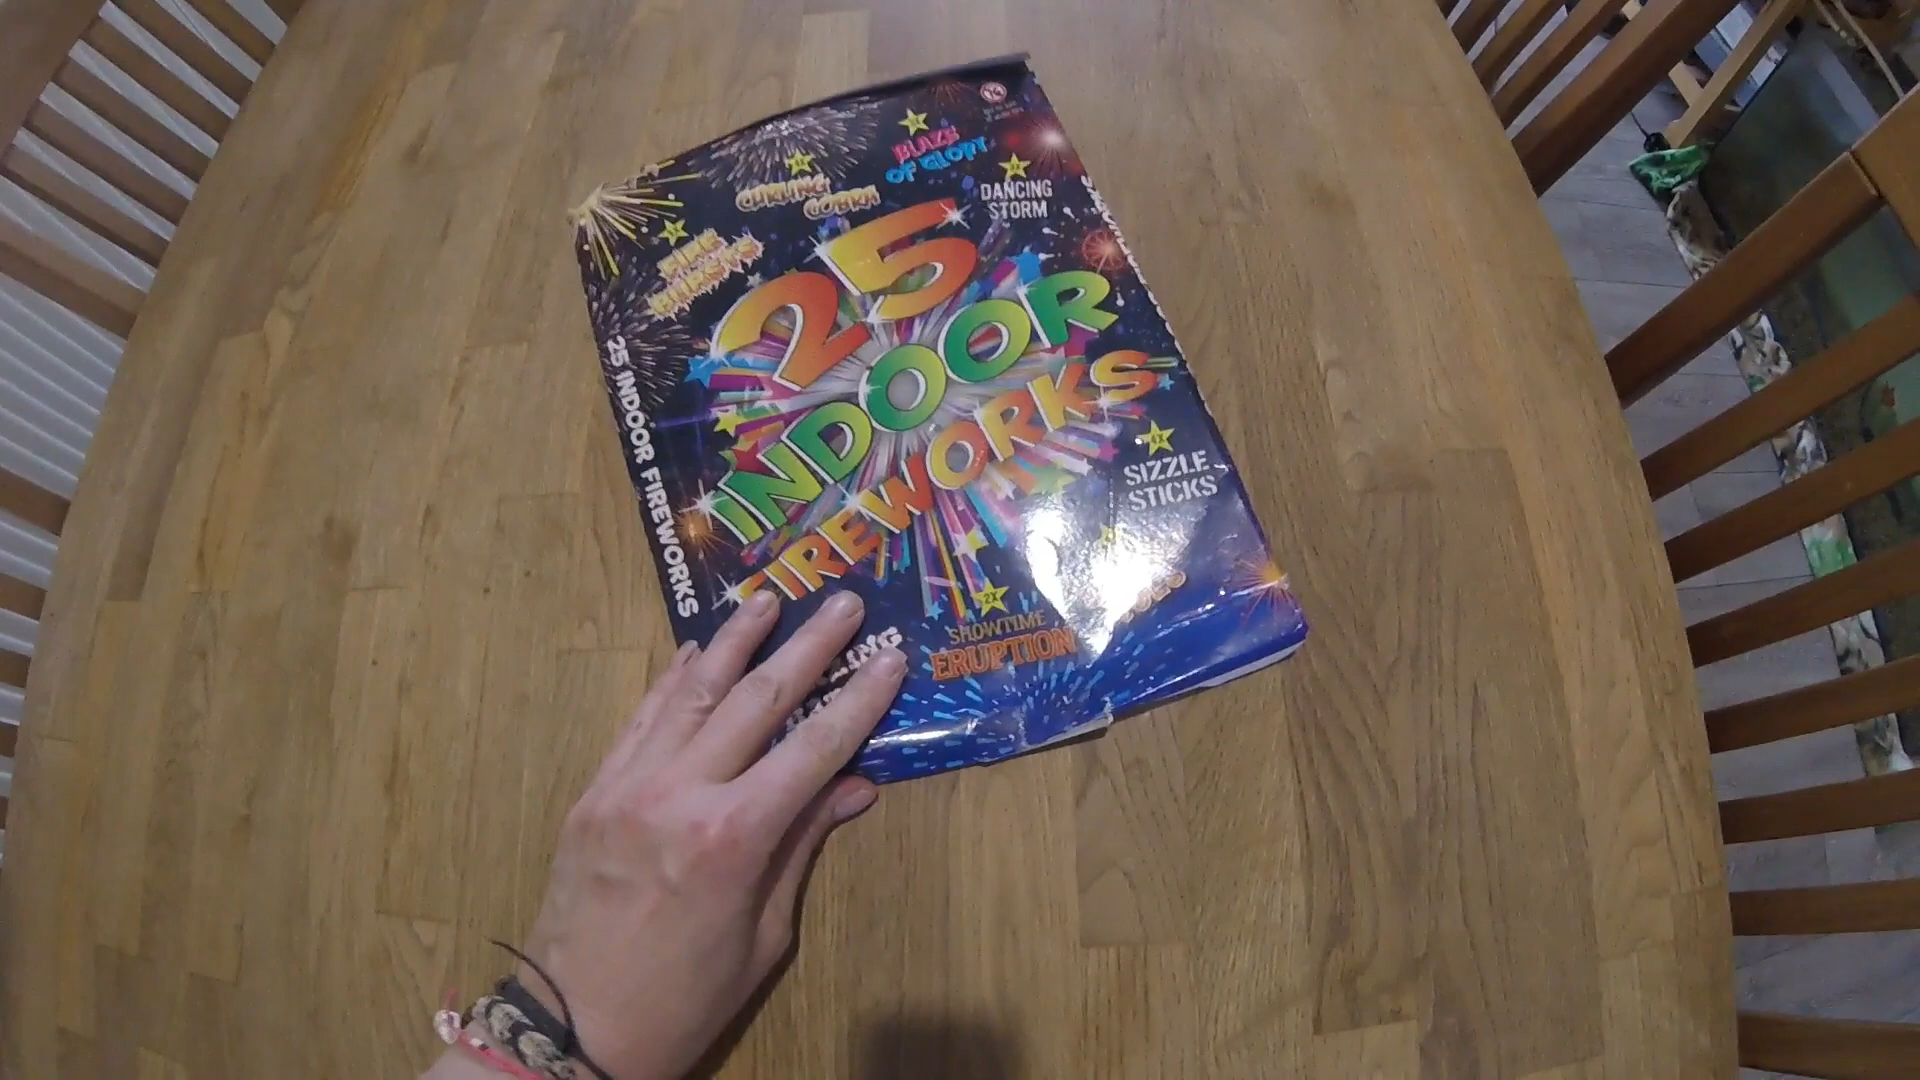 BLAZE
OF GLORY
CURLING
COBRA
DANCING
STORM
FIRE
BURSTS
25
INDOOR
FIREWORKS
25 INDOOR FIREWORKS
4X
SIZZLE
STICKS
2X
SHOWTIME
ERUPTION
LING